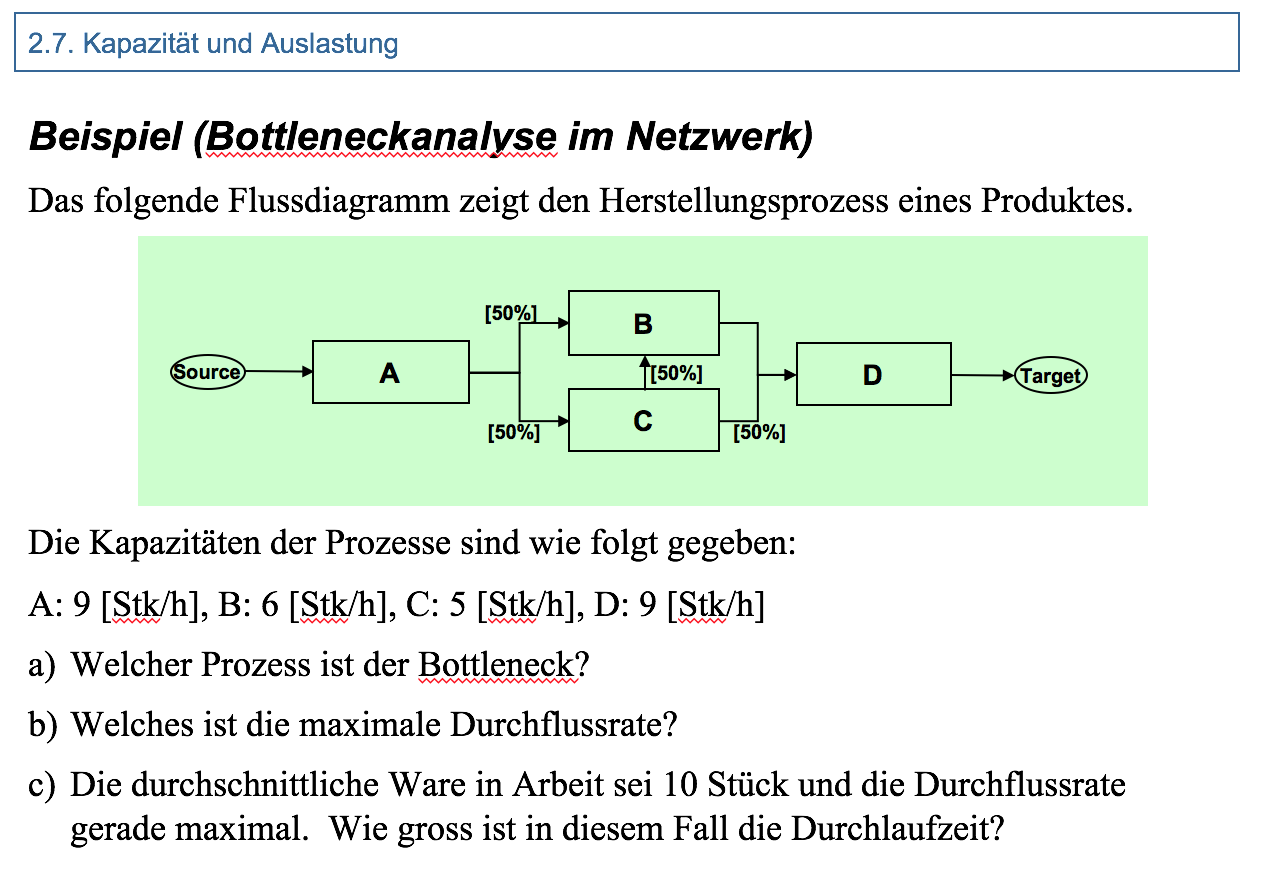 2.7. Kapazität und Auslastung
Beispiel (Bottleneckanalyse im Netzwerk)
Das folgende Flussdiagramm zeigt den Herstellungsprozess eines Produktes.
[50%]
B
Source
A
[50%]
D
Target
C
[50%]
[50%]
Die Kapazitäten der Prozesse sind wie folgt gegeben:
A: 9 [Stk/h], B: 6 [Stk/h], C: 5 [Stk/h], D: 9 [Stk/h]
a) Welcher Prozess ist der Bottleneck?
b) Welches ist die maximale Durchflussrate?
c) Die durchschnittliche Ware in Arbeit sei 10 Stück und die Durchflussrate
gerade maximal. Wie gross ist in diesem Fall die Durchlaufzeit?